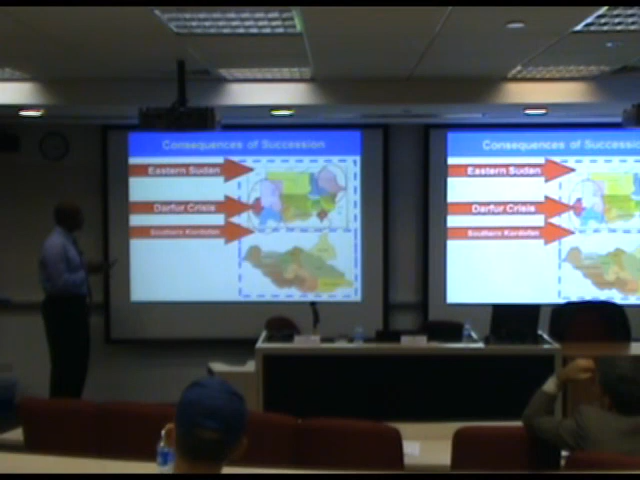 Consequences of Succession
Eastern Sudan
Darfur Crisis
Southern Kordofan
Consequences of Successio
Eastern Sudan
Darfur Crisis
Southern Kordofan